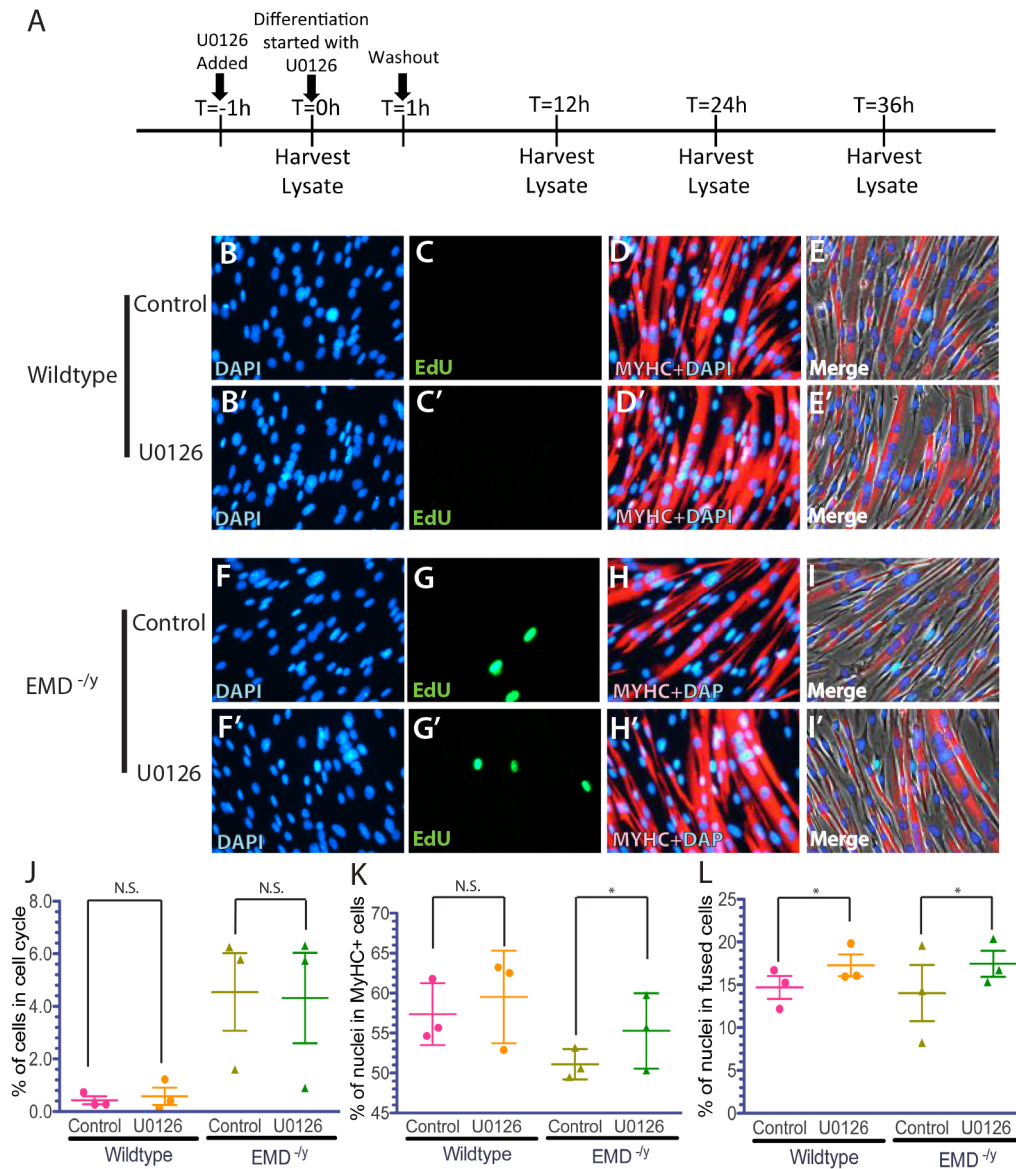 A
U0126
Added
Differentiation
started with
U0126
Washout
T=-1h
T=0h
T=1h
T=12h
T=24h
T=36h
Harvest
Lysate
Harvest
Lysate
Harvest
Lysate
Harvest
Lysate
Wildtype
Control
B
DAPI
C
EdU
D
MYHC+DAPI
E
Merge
U0126
B'
DAPI
C'
EdU
D'
MYHC+DAPI
E'
Merge
EMD -/y
Control
F
DAPI
G
EdU
H
MYHC+DAP
I
Merge
U0126
F'
DAPI
G'
EdU
H'
MYHC+DAP
I'
Merge
J
% of cells in cell cycle
8.0
6.0
4.0
2.0
0.0
N.S.
N.S.
Control
U0126
Control
U0126
Wildtype
EMD -/y
K
% of nuclei in MyHC+ cells
70
65
60
55
50
45
N.S.
*
Control
U0126
Control
U0126
Wildtype
EMD -/y
L
% of nuclei in fused cells
25
20
15
10
5
0
*
*
Control
U0126
Control
U0126
Wildtype
EMD -/y